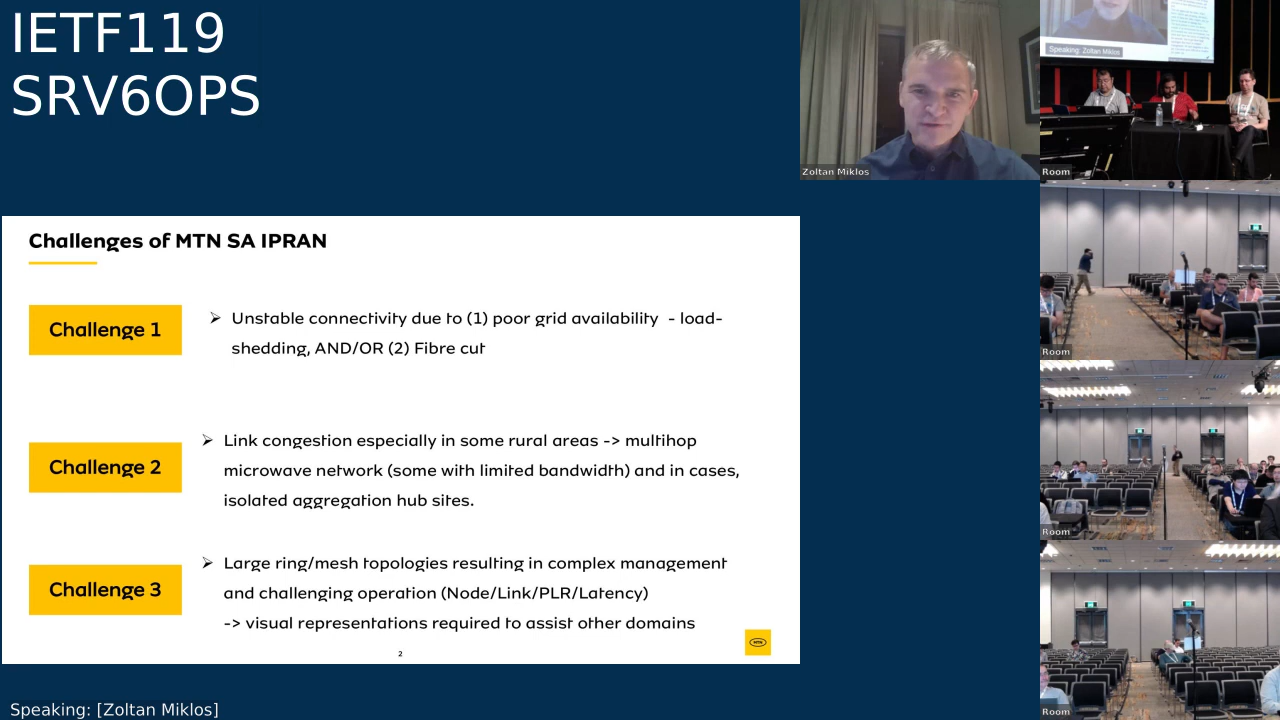 IETF119
SRV6OPS
Zoltan Miklos
Speaking: Zoltan Miklos
Room
Room
Room
Room
Challenges of MTN SA IPRAN
Challenge 1
➢ Unstable connectivity due to (1) poor grid availability - load-
shedding, AND/OR (2) Fibre cut
Challenge 2
➢ Link congestion especially in some rural areas -> multihop
microwave network (some with limited bandwidth) and in cases,
isolated aggregation hub sites.
Challenge 3
➢ Large ring/mesh topologies resulting in complex management
and challenging operation (Node/Link/PLR/Latency)
-> visual representations required to assist other domains
MTN
2
Speaking: [Zoltan Miklos]